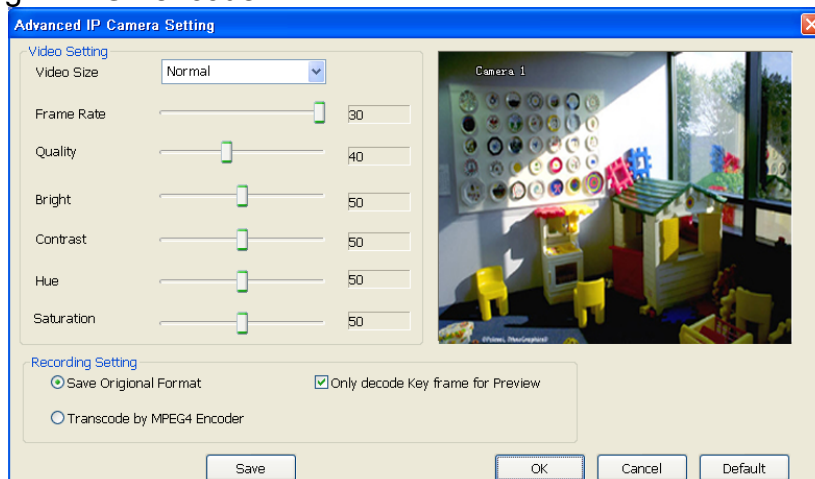 Advanced IP Camera Setting
Video Setting
Video Size Normal
Frame Rate 30
Quality 40
Bright 50
Contrast 50
Hue 50
Saturation 50
Camera 1
Recording Setting
Save Origional Format
Only decode Key frame for Preview
Transcode by MPEG4 Encoder
Save
OK
Cancel
Default